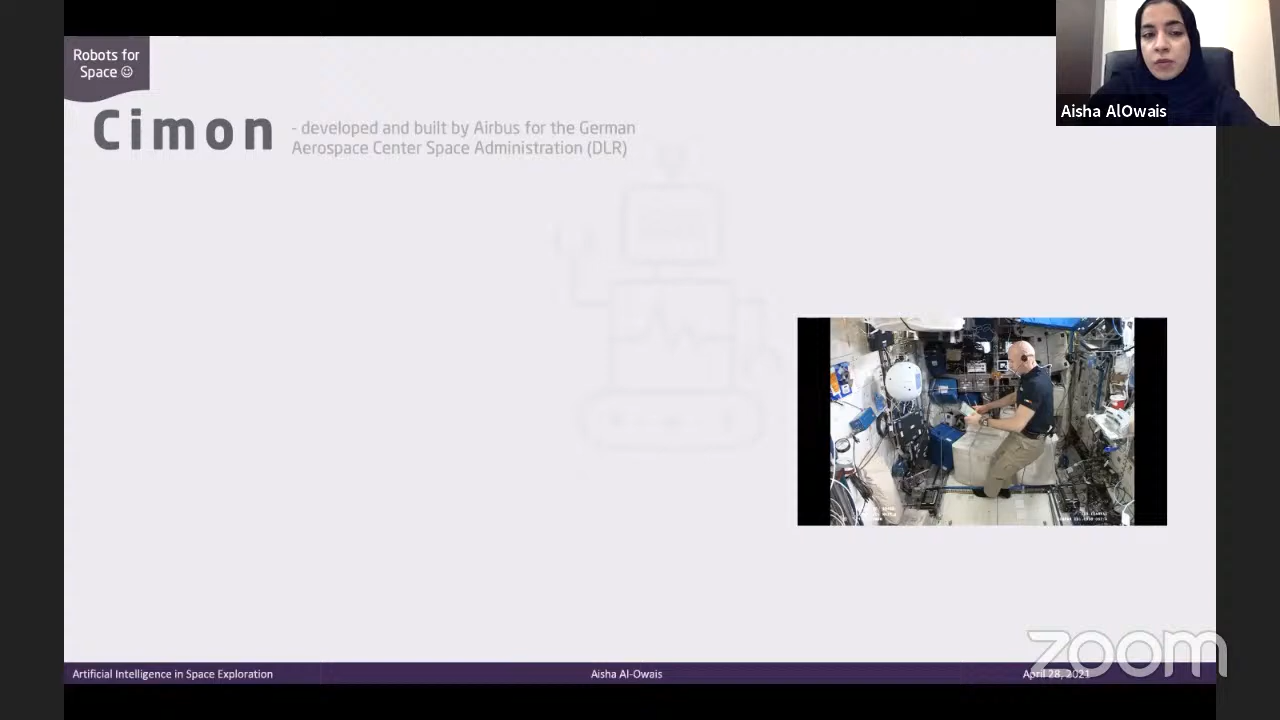 Robots for
Space ☺
Aisha AlOwais
Cimon
- developed and built by Airbus for the German
Aerospace Center Space Administration (DLR)
zoom
Artificial Intelligence in Space Exploration
Aisha Al-Owais
April 28, 2021